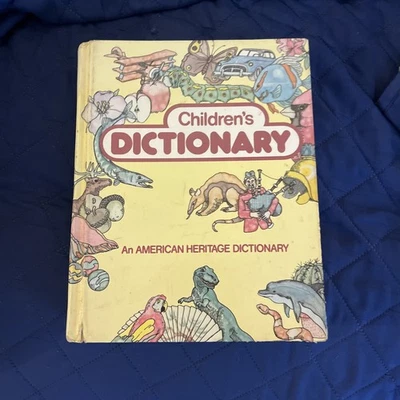 Children's
DICTIONARY
An AMERICAN HERITAGE DICTIONARY